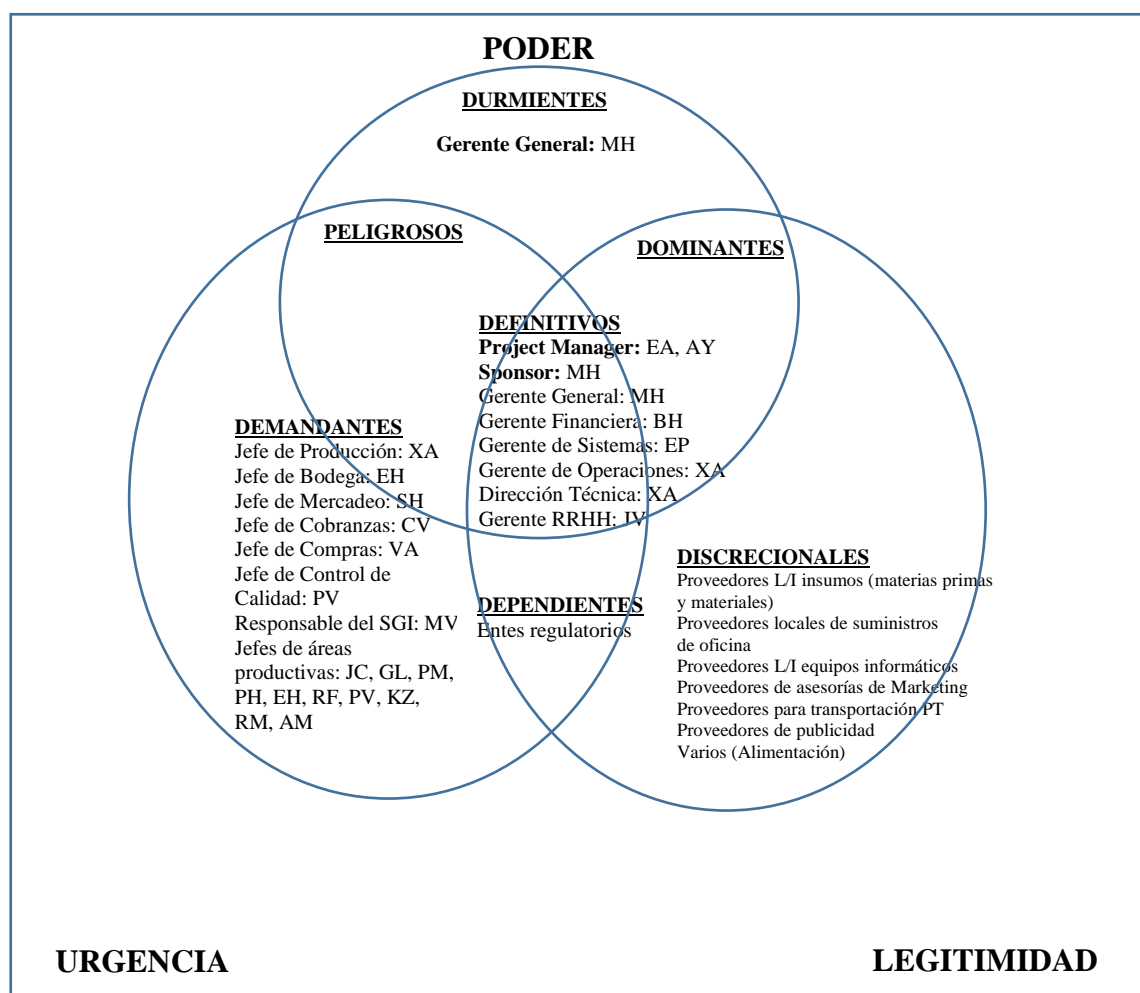 PODER
DURMIENTES
Gerente General: MH
PELIGROSOS
DOMINANTES
DEFINITIVOS
Project Manager: EA, AY
Sponsor: MH
Gerente General: MH
Gerente Financiera: BH
Gerente de Sistemas: EP
Gerente de Operaciones: XA
Dirección Técnica: XA
Gerente RRHH: IV
DEMANDANTES
Jefe de Producción: XA
Jefe de Bodega: EH
Jefe de Mercadeo: SH
Jefe de Cobranzas: CV
Jefe de Compras: VA
Jefe de Control de
Calidad: PV
Responsable del SGI: MV
Jefes de áreas
productivas: JC, GL, PM,
PH, EH, RF, PV, KZ,
RM, AM
DEPENDIENTES
Entes regulatorios
DISCRECIONALES
Proveedores L/I insumos (materias primas
y materiales)
Proveedores locales de suministros
de oficina
Proveedores L/I equipos informáticos
Proveedores de asesorías de Marketing
Proveedores para transportación PT
Proveedores de publicidad
Varios (Alimentación)
URGENCIA
LEGITIMIDAD